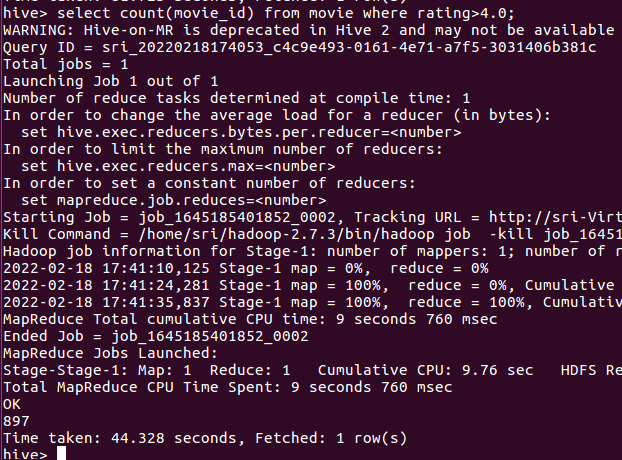 hive> select count(movie_id) from movie where rating>4.0;
WARNING: Hive-on-MR is deprecated in Hive 2 and may not be available
Query ID = sri_20220218174053_c4c9e493-0161-4e71-a7f5-3031406b381c
Total jobs = 1
Launching Job 1 out of 1
Number of reduce tasks determined at compile time: 1
In order to change the average load for a reducer (in bytes):
  set hive.exec.reducers.bytes.per.reducer=<number>
In order to limit the maximum number of reducers:
  set hive.exec.reducers.max=<number>
In order to set a constant number of reducers:
  set mapreduce.job.reduces=<number>
Starting Job = job_1645185401852_0002, Tracking URL = http://sri-Virt
Kill Command = /home/sri/hadoop-2.7.3/bin/hadoop job  -kill job_16451
Hadoop job information for Stage-1: number of mappers: 1; number of r
2022-02-18 17:41:10,125 Stage-1 map = 0%,  reduce = 0%
2022-02-18 17:41:24,281 Stage-1 map = 100%,  reduce = 0%, Cumulative
2022-02-18 17:41:35,837 Stage-1 map = 100%,  reduce = 100%, Cumulativ
MapReduce Total cumulative CPU time: 9 seconds 760 msec
Ended Job = job_1645185401852_0002
MapReduce Jobs Launched:
Stage-Stage-1: Map: 1  Reduce: 1   Cumulative CPU: 9.76 sec   HDFS Re
Total MapReduce CPU Time Spent: 9 seconds 760 msec
OK
897
Time taken: 44.328 seconds, Fetched: 1 row(s)
hive>